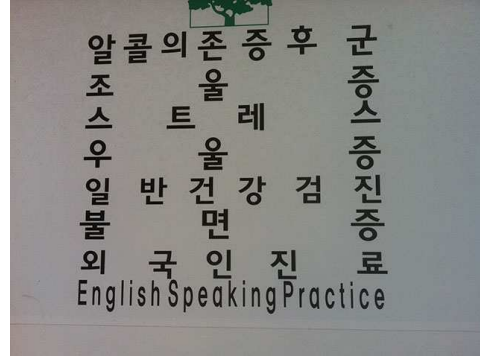 알콜의존증후군
조울증
스트레스
우울증
일반건강검진
불면증
외국인진료
English Speaking Practice